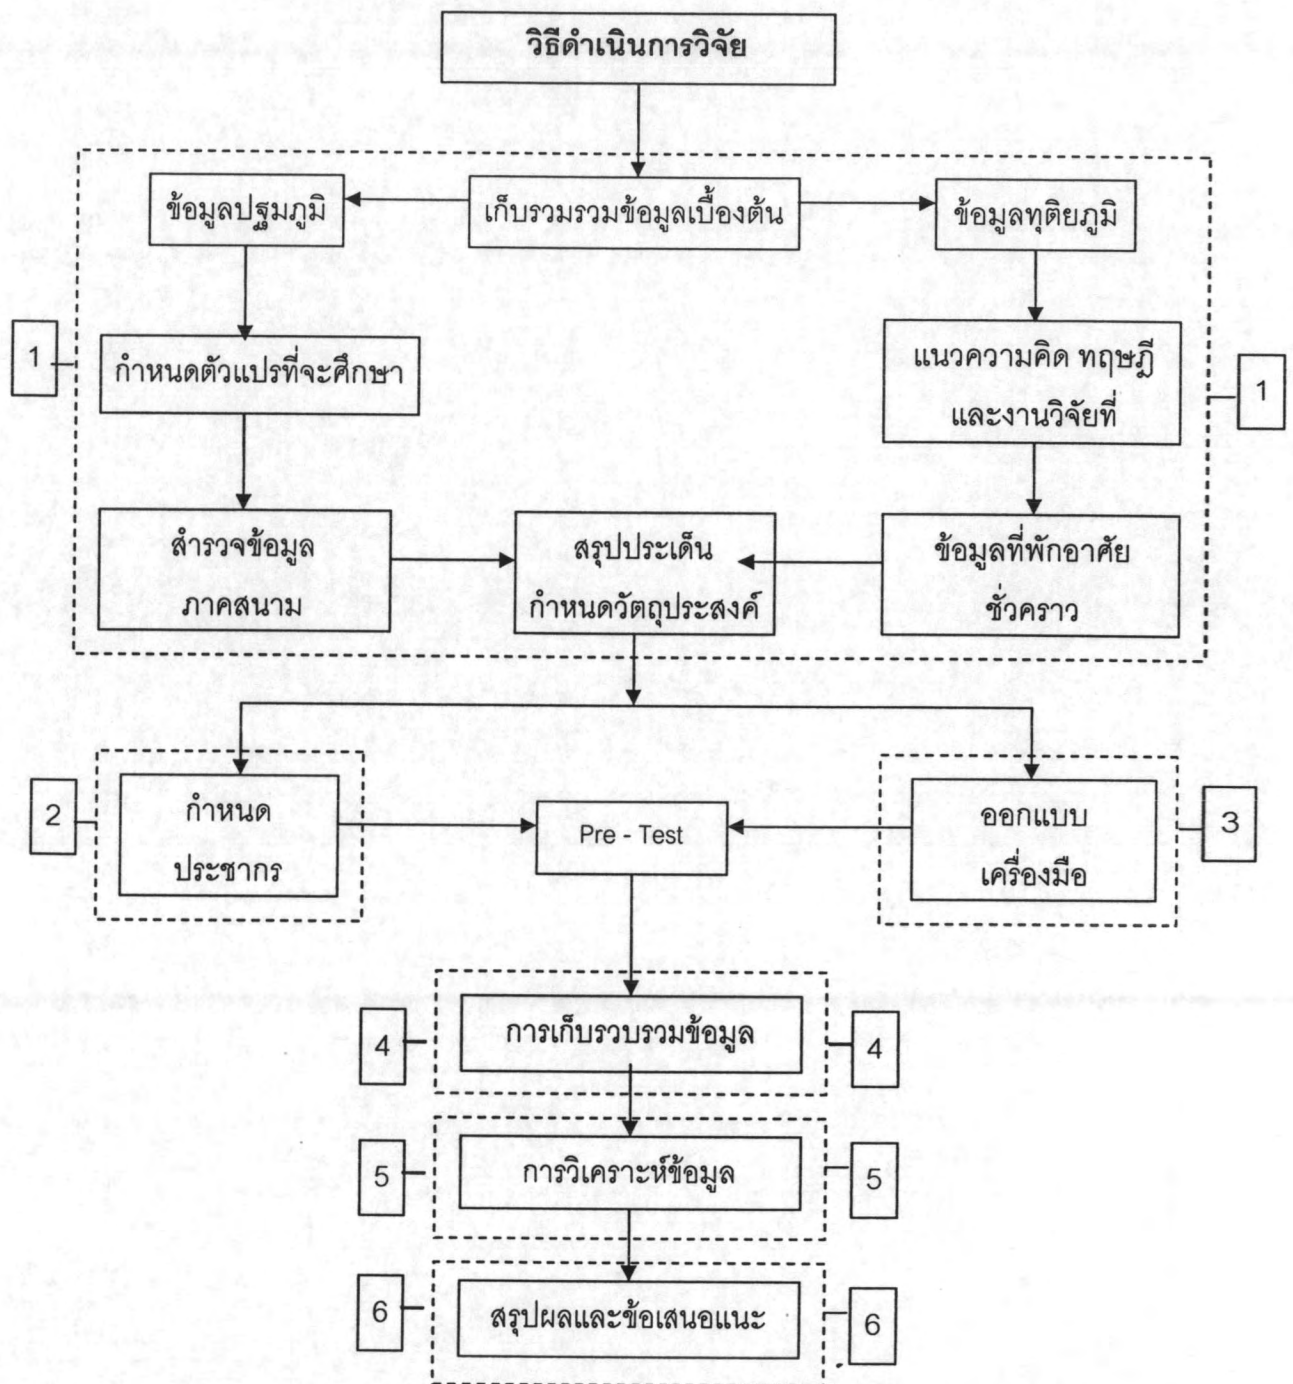 วิธีดำเนินการวิจัย
ข้อมูลปฐมภูมิ
เก็บรวมรวมข้อมูลเบื้องต้น
ข้อมูลทุติยภูมิ
1
กำหนดตัวแปรที่จะศึกษา
แนวความคิด ทฤษฎี
และงานวิจัยที่
1
สำรวจข้อมูล
ภาคสนาม
สรุปประเด็น
กำหนดวัตถุประสงค์
ข้อมูลที่พักอาศัย
ชั่วคราว
2
กำหนด
ประชากร
Pre - Test
ออกแบบ
เครื่องมือ
3
4
การเก็บรวบรวมข้อมูล
4
5
การวิเคราะห์ข้อมูล
5
6
สรุปผลและข้อเสนอแนะ
6